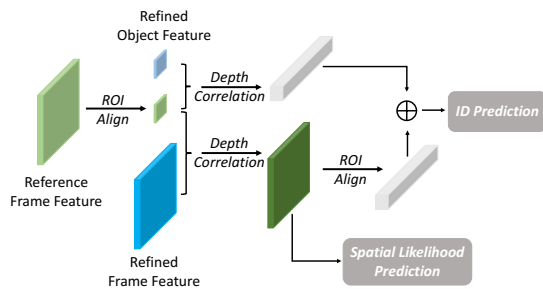 Refined
Object Feature
ROI
Align
Depth
Correlation
ID Prediction
Reference
Frame Feature
Depth
Correlation
ROI
Align
Refined
Frame Feature
Spatial Likelihood
Prediction